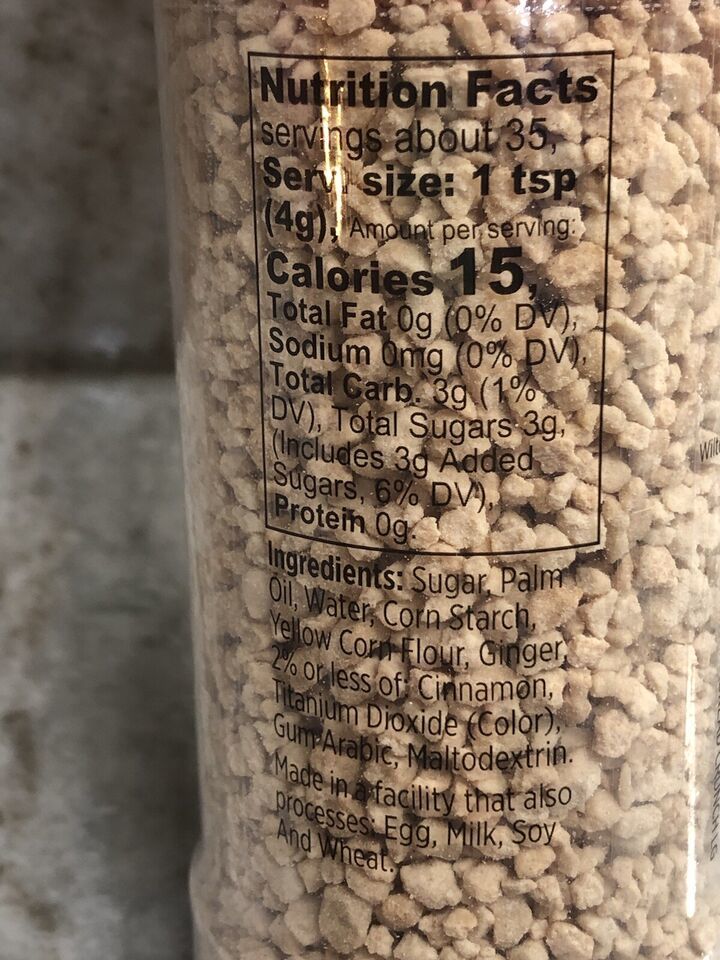 Nutrition Facts
servings about 35,
Serv. size: 1 tsp
(4g), Amount per serving:
Calories 15,
Total Fat 0g (0% DV),
Sodium 0mg (0% DV),
Total Carb. 3g (1%
DV), Total Sugars 3g,
(Includes 3g Added
Sugars, 6% DV),
Protein 0g.
Ingredients: Sugar, Palm
Oil, Water, Corn Starch,
Yellow Corn Flour, Ginger,
2% or less of: Cinnamon,
Titanium Dioxide (Color),
Gum Arabic, Maltodextrin.
Made in a facility that also
processes: Egg, Milk, Soy
And Wheat.